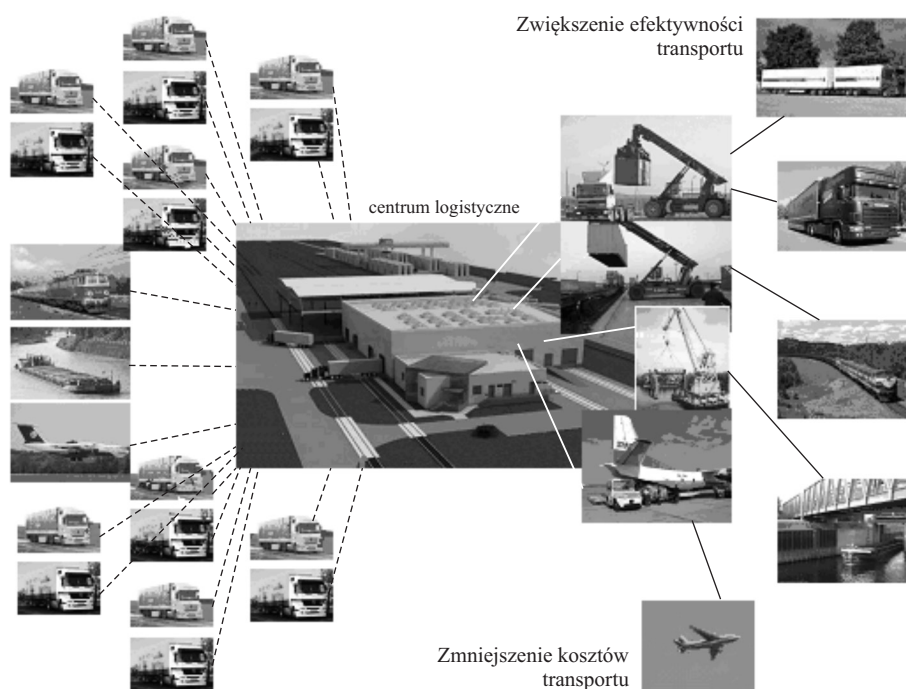 Zwiększenie efektywności
transportu
centrum logistyczne
Zmniejszenie kosztów
transportu